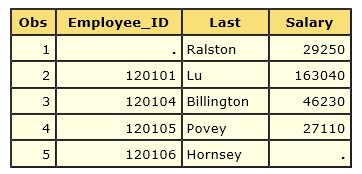 Obs Employee_ID Last Salary
1 . Ralston 29250
2 120101 Lu 163040
3 120104 Billington 46230
4 120105 Povey 27110
5 120106 Hornsey .